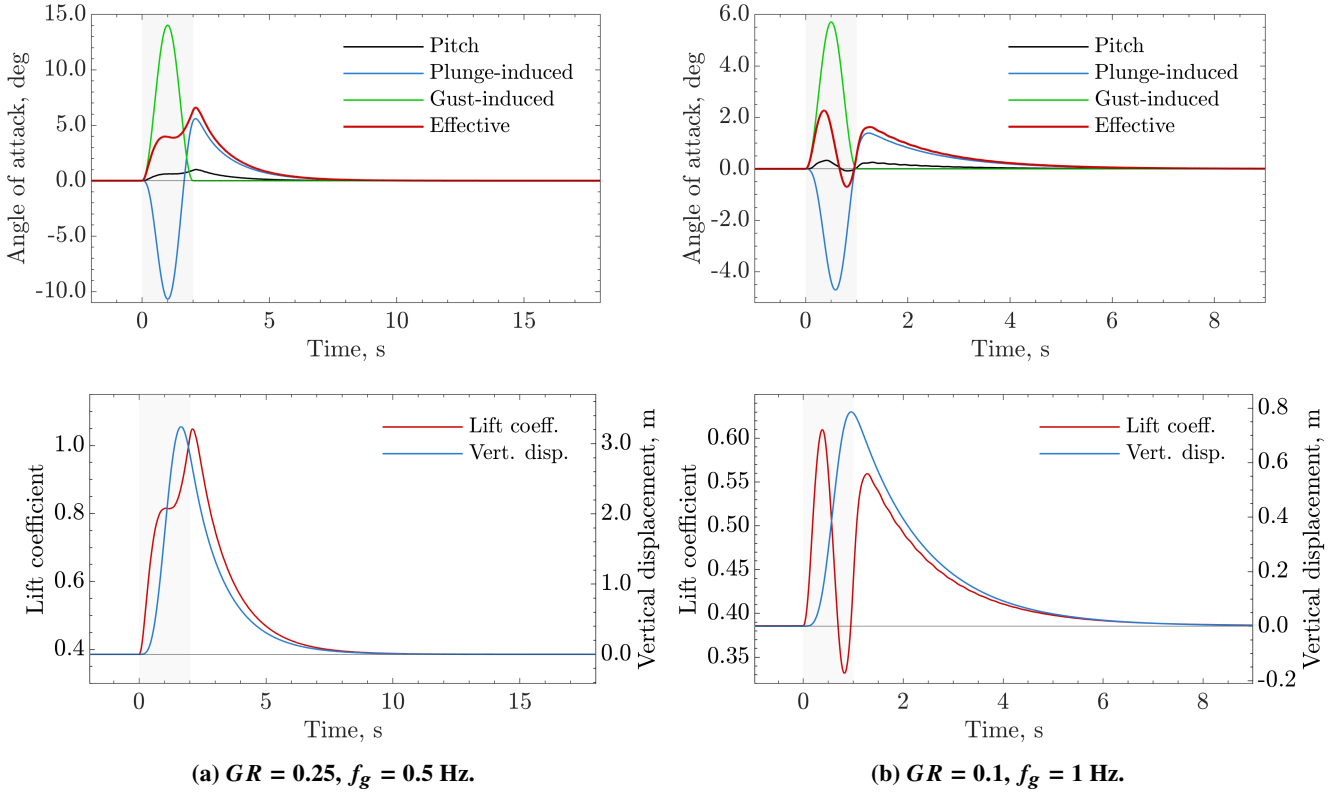 15.0
10.0
5.0
0.0
-5.0
-10.0
Angle of attack, deg
Pitch
Plunge-induced
Gust-induced
Effective
0
5
10
15
Time, s
6.0
4.0
2.0
0.0
-2.0
-4.0
Angle of attack, deg
Pitch
Plunge-induced
Gust-induced
Effective
0
2
4
6
8
Time, s
1.0
0.8
0.6
0.4
Lift coefficient
Lift coeff.
Vert. disp.
3.0
2.0
1.0
0.0
Vertical displacement, m
0
5
10
15
Time, s
0.60
0.55
0.50
0.45
0.40
0.35
Lift coefficient
Lift coeff.
Vert. disp.
0.8
0.6
0.4
0.2
0.0
-0.2
Vertical displacement, m
0
2
4
6
8
Time, s
(a) GR = 0.25, f_g = 0.5 Hz.
(b) GR = 0.1, f_g = 1 Hz.